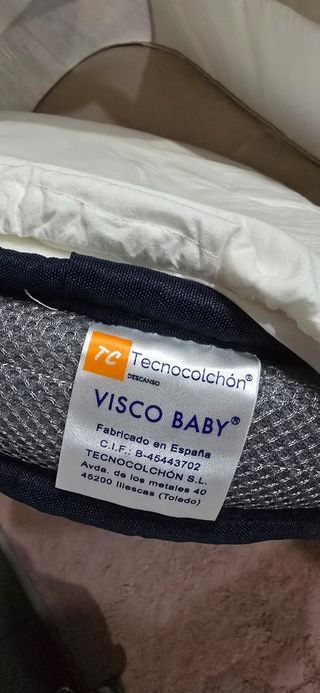 TC Tecnocolchón®
DESCANSO
VISCO BABY®
Fabricado en España
C.I.F.: B-45443702
TECNOCOLCHÓN S.L.
Avda. de los metales 40
45200 Illescas (Toledo)